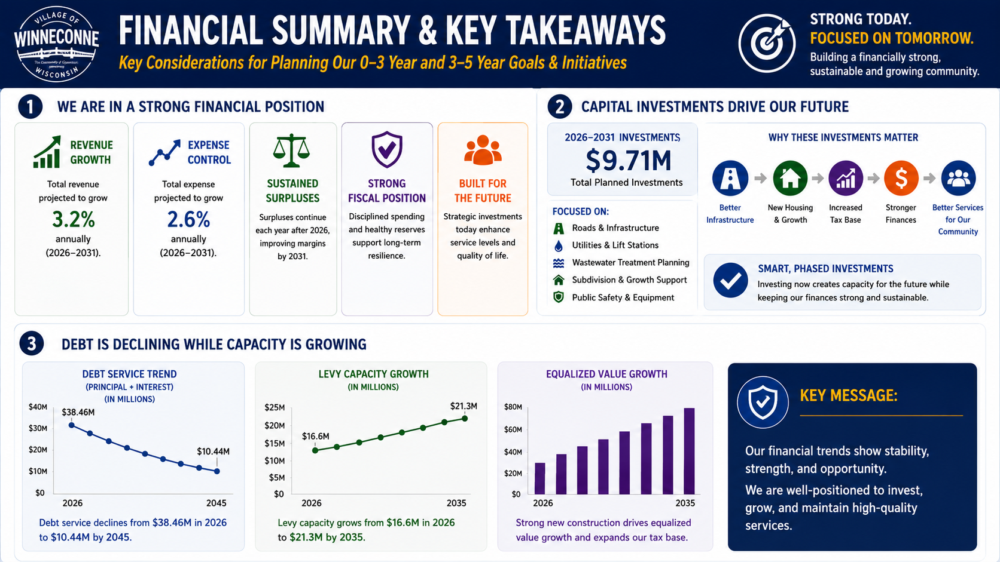 VILLAGE OF
WINNECONNE
WISCONSIN
FINANCIAL SUMMARY & KEY TAKEAWAYS
Key Considerations for Planning Our 0–3 Year and 3–5 Year Goals & Initiatives
STRONG TODAY.
FOCUSED ON TOMORROW.
Building a financially strong,
sustainable and growing community.
1 WE ARE IN A STRONG FINANCIAL POSITION
REVENUE
GROWTH
Total revenue
projected to grow
3.2%
annually
(2026–2031).
EXPENSE
CONTROL
Total expense
projected to grow
2.6%
annually
(2026–2031).
SUSTAINED
SURPLUSES
Surpluses continue
each year after 2026,
improving margins
by 2031.
STRONG
FISCAL POSITION
Disciplined spending
and healthy reserves
support long-term
resilience.
BUILT FOR
THE FUTURE
Strategic investments
today enhance
service levels and
quality of life.
2 CAPITAL INVESTMENTS DRIVE OUR FUTURE
2026–2031 INVESTMENTS
$9.71M
Total Planned Investments
FOCUSED ON:
Roads & Infrastructure
Utilities & Lift Stations
Wastewater Treatment Planning
Subdivision & Growth Support
Public Safety & Equipment
WHY THESE INVESTMENTS MATTER
Better
Infrastructure
New Housing
& Growth
Increased
Tax Base
Stronger
Finances
Better Services
for Our
Community
SMART, PHASED INVESTMENTS
Investing now creates capacity for the future while
keeping our finances strong and sustainable.
3 DEBT IS DECLINING WHILE CAPACITY IS GROWING
DEBT SERVICE TREND
(PRINCIPAL + INTEREST)
(IN MILLIONS)
$40M
$30M
$20M
$10M
$0
$38.46M
$10.44M
2026
2045
Debt service declines from $38.46M in 2026
to $10.44M by 2045.
LEVY CAPACITY GROWTH
(IN MILLIONS)
$25M
$20M
$15M
$10M
$5M
$0
$16.6M
$21.3M
2026
2035
Levy capacity grows from $16.6M in 2026
to $21.3M by 2035.
EQUALIZED VALUE GROWTH
(IN MILLIONS)
$80M
$60M
$40M
$20M
$0
2026
2035
Strong new construction drives equalized
value growth and expands our tax base.
KEY MESSAGE:
Our financial trends show stability,
strength, and opportunity.
We are well-positioned to invest,
grow, and maintain high-quality
services.